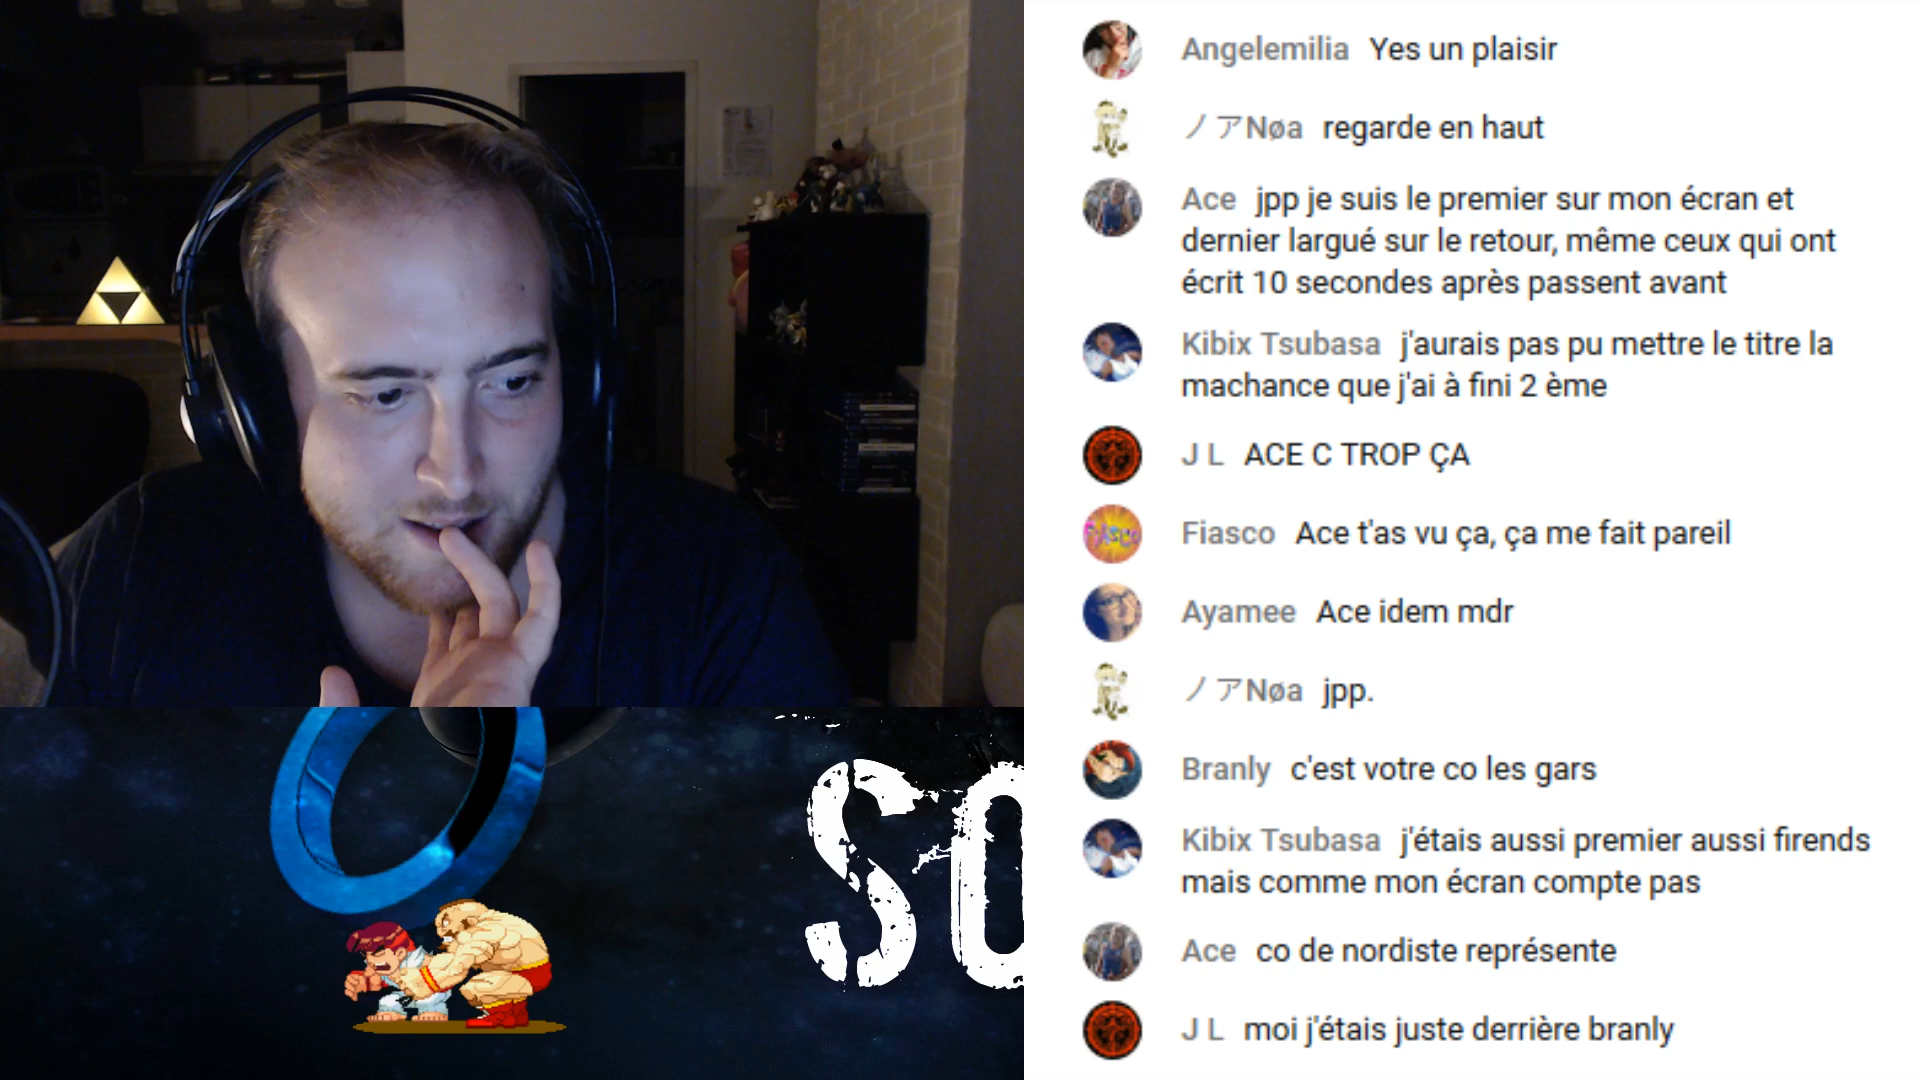 Angelemilia Yes un plaisir
ノアNøa regarde en haut
Ace jpp je suis le premier sur mon écran et
dernier largué sur le retour, même ceux qui ont
écrit 10 secondes après passent avant
Kibix Tsubasa j'aurais pas pu mettre le titre la
machance que j'ai à fini 2 ème
J L ACE C TROP ÇA
FIASCO
Fiasco Ace t'as vu ça, ça me fait pareil
Ayamee Ace idem mdr
ノアNøa jpp.
Branly c'est votre co les gars
Kibix Tsubasa j'étais aussi premier aussi firends
mais comme mon écran compte pas
Ace co de nordiste représente
J L moi j'étais juste derrière branly
SO